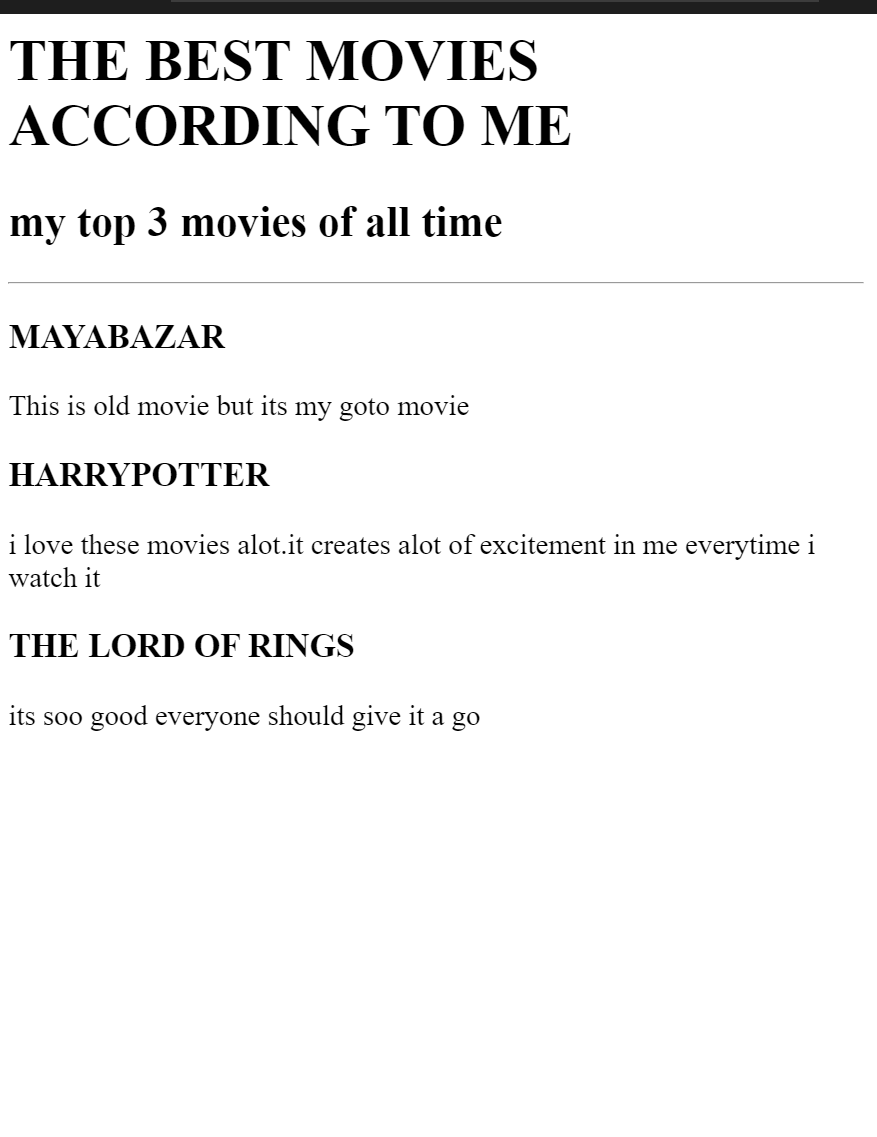 THE BEST MOVIES
ACCORDING TO ME
my top 3 movies of all time
MAYABAZAR
This is old movie but its my goto movie
HARRYPOTTER
i love these movies alot.it creates alot of excitement in me everytime i
watch it
THE LORD OF RINGS
its soo good everyone should give it a go